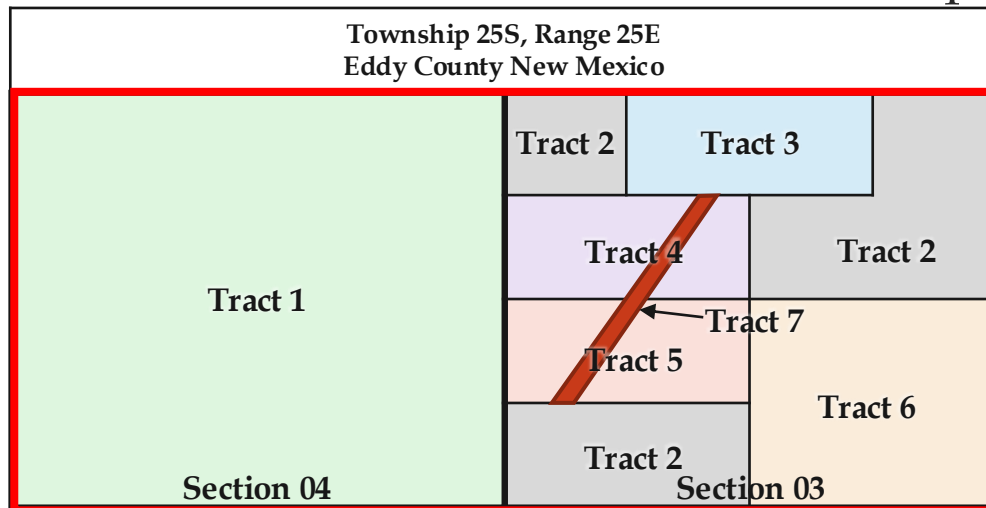 Township 25S, Range 25E
Eddy County New Mexico
Tract 2
Tract 3
Tract 4
Tract 2
Tract 1
Tract 7
Tract 5
Tract 6
Tract 2
Section 04
Section 03